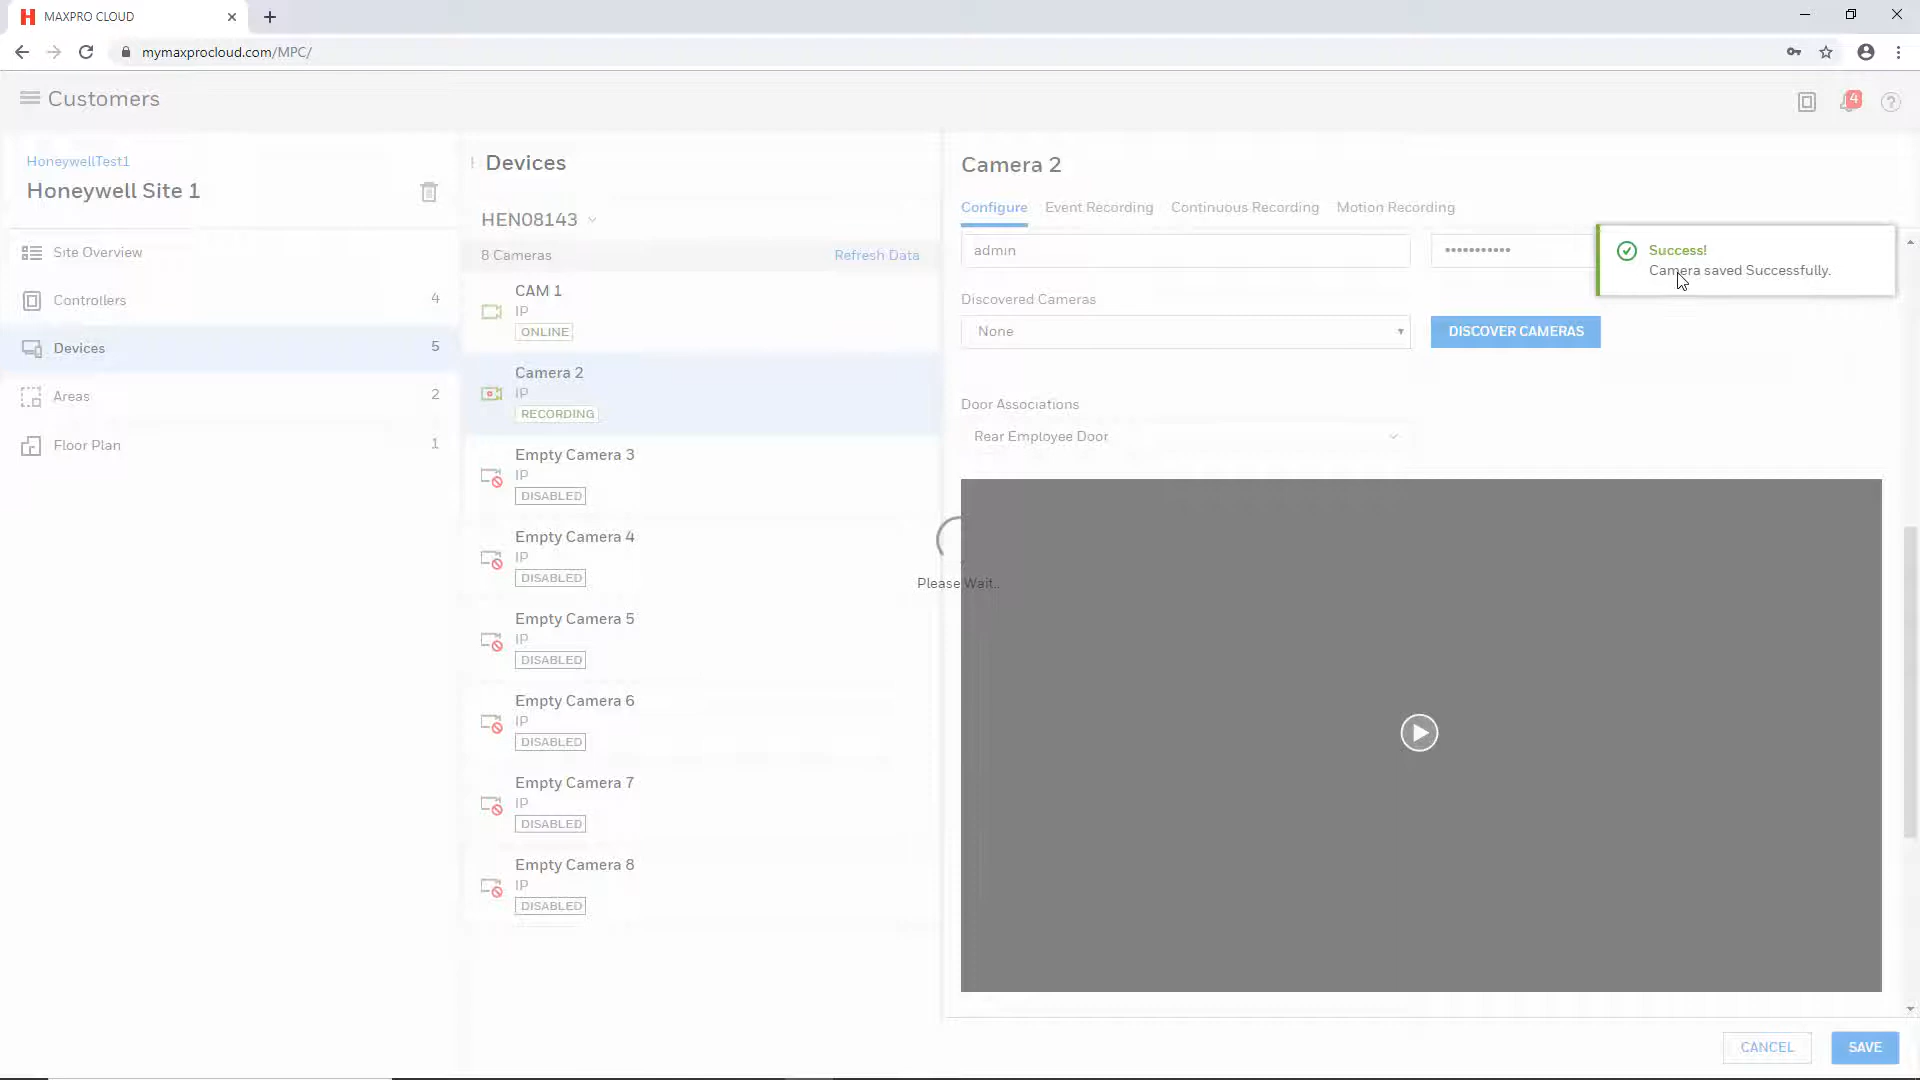 MAXPRO CLOUD
mymaxprocloud.com/MPC/
Customers
4
?
HoneywellTest1
Honeywell Site 1
Site Overview
Controllers 4
Devices 5
Areas 2
Floor Plan 1
Devices
HEN08143
8 Cameras Refresh Data
CAM 1
IP
ONLINE
Camera 2
IP
RECORDING
Empty Camera 3
IP
DISABLED
Empty Camera 4
IP
DISABLED
Empty Camera 5
IP
DISABLED
Empty Camera 6
IP
DISABLED
Empty Camera 7
IP
DISABLED
Empty Camera 8
IP
DISABLED
Please Wait...
Camera 2
Configure Event Recording Continuous Recording Motion Recording
admin •••••••••••
Success!
Camera saved Successfully.
Discovered Cameras
None DISCOVER CAMERAS
Door Associations
Rear Employee Door
CANCEL SAVE